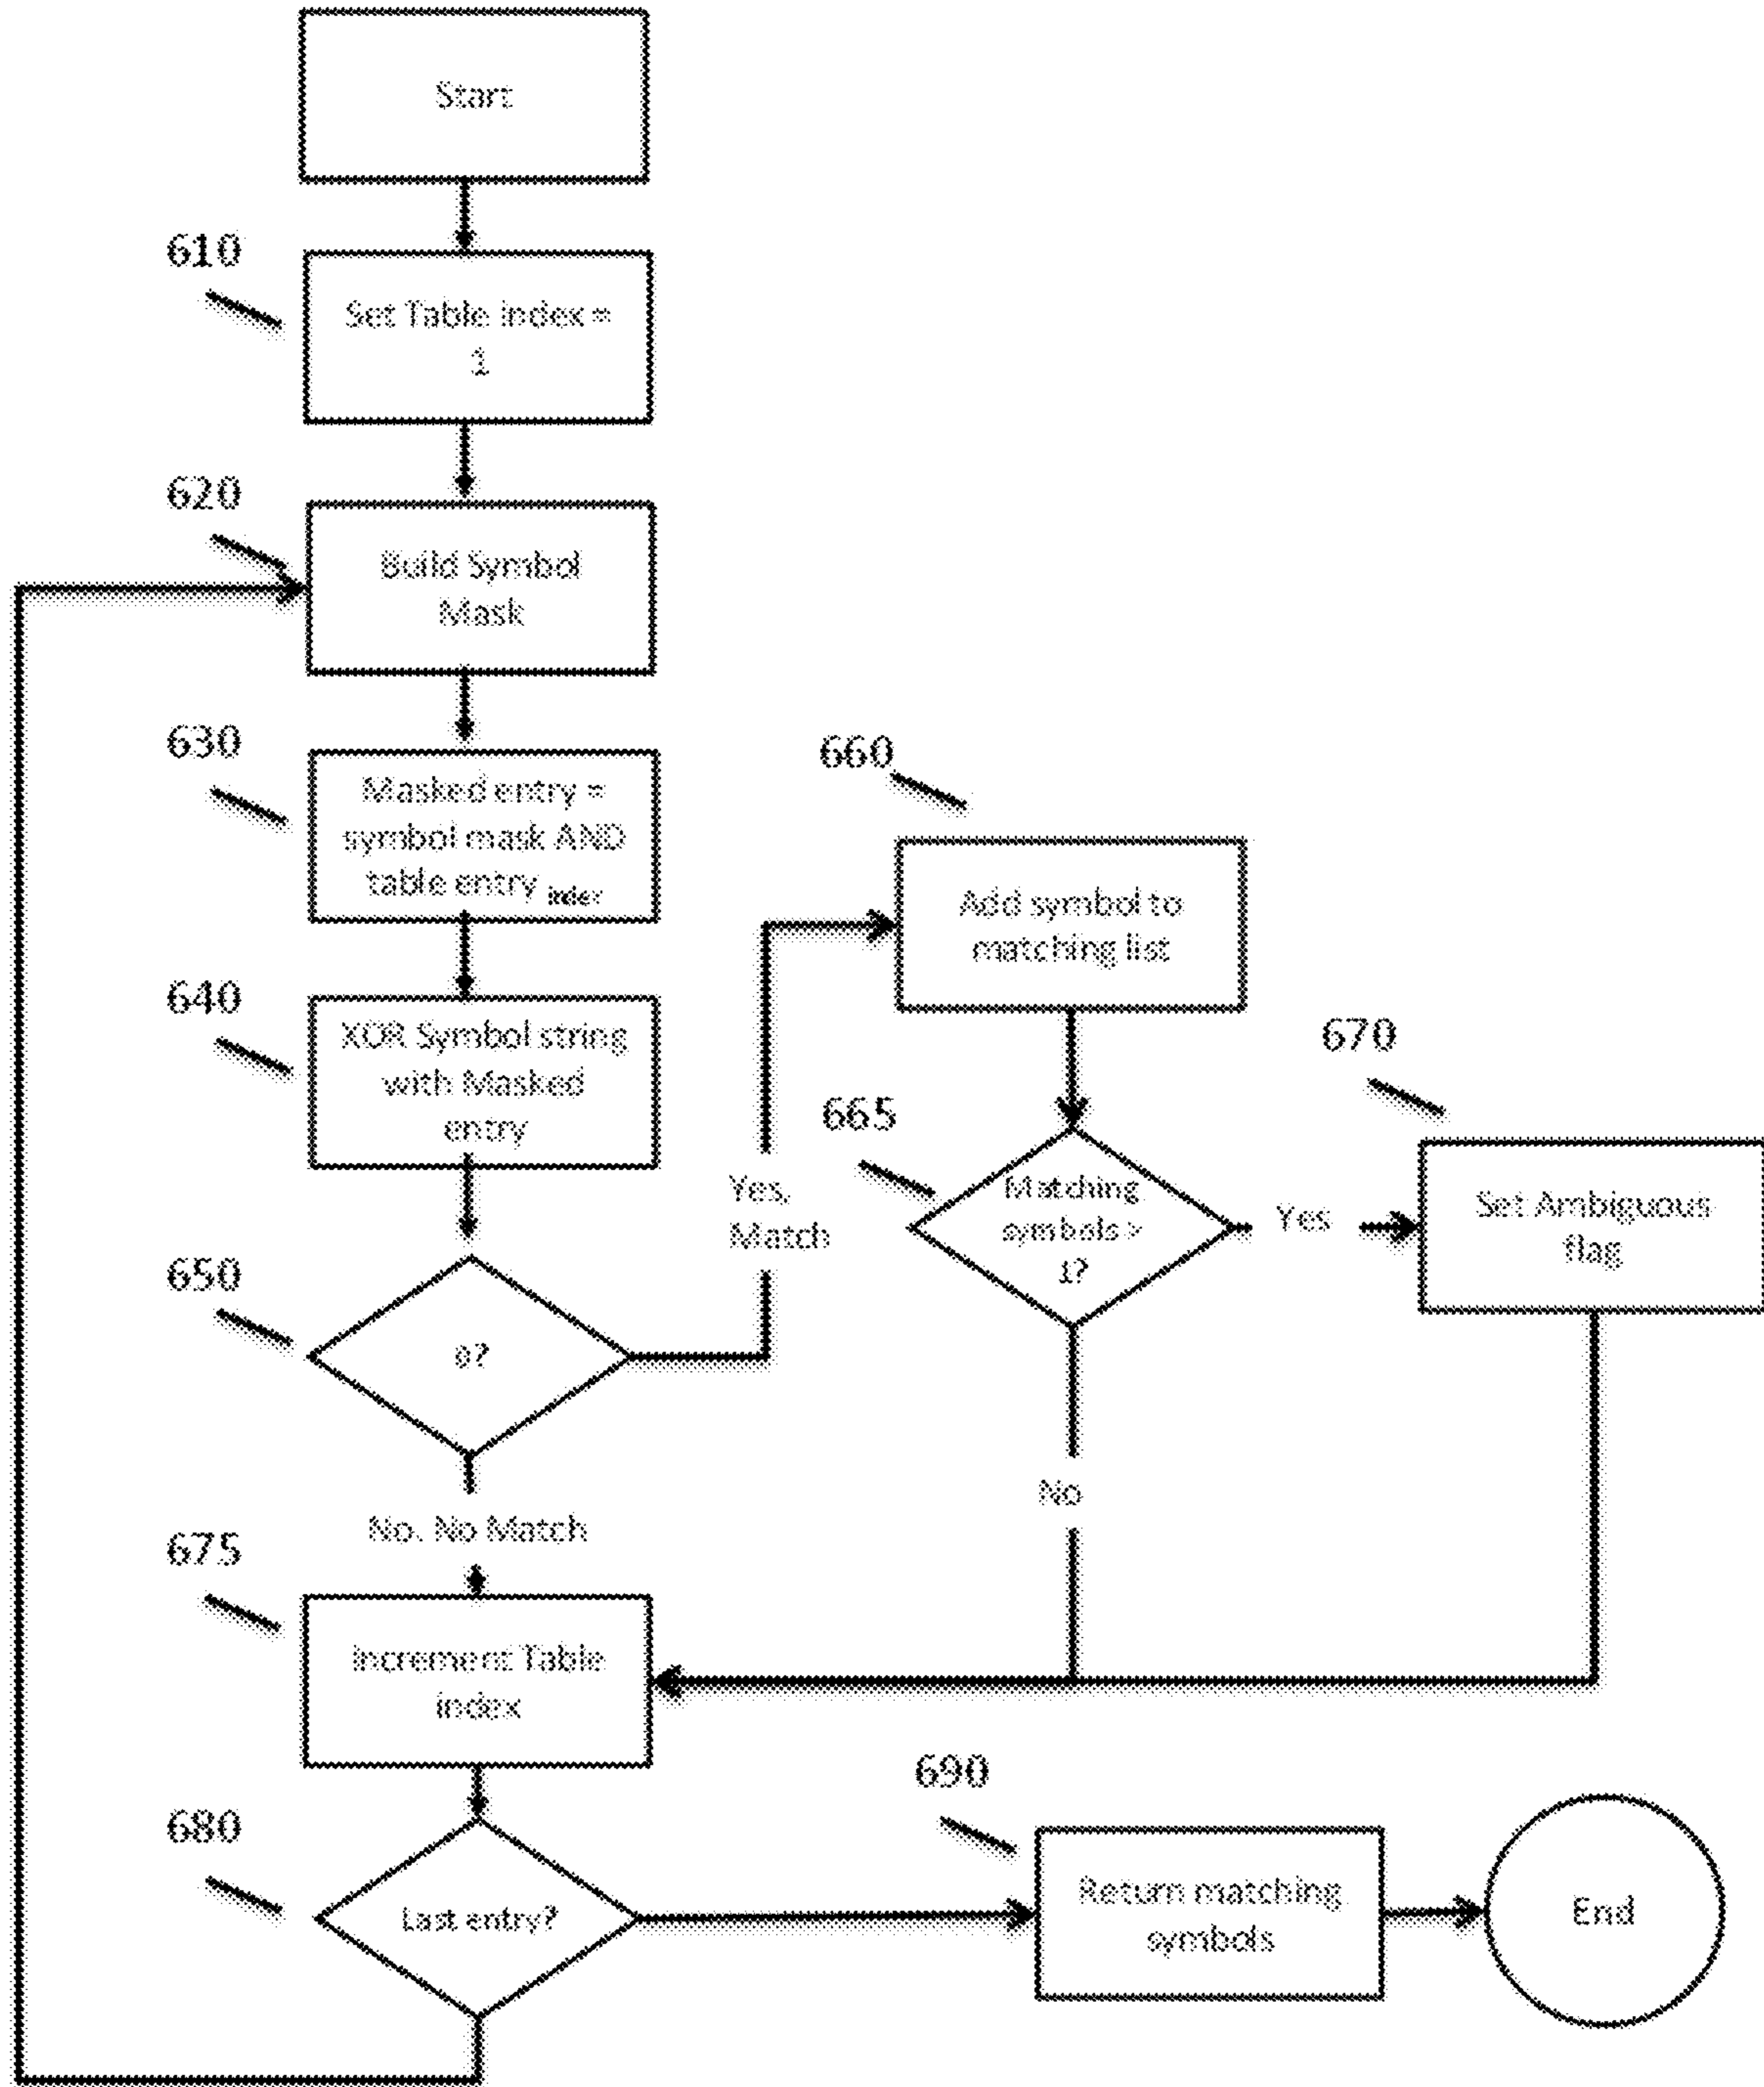 Start
610
Set Table index =
1
620
Build Symbol
Mask
630
Masked entry =
symbol mask AND
table entry index
640
XOR Symbol string
with Masked
entry
650
0?
Yes.
Match
660
Add symbol to
matching list
665
Matching
symbols >
1?
Yes
670
Set Ambiguous
flag
No
No. No Match
675
Increment Table
index
680
Last entry?
690
Return matching
symbols
End